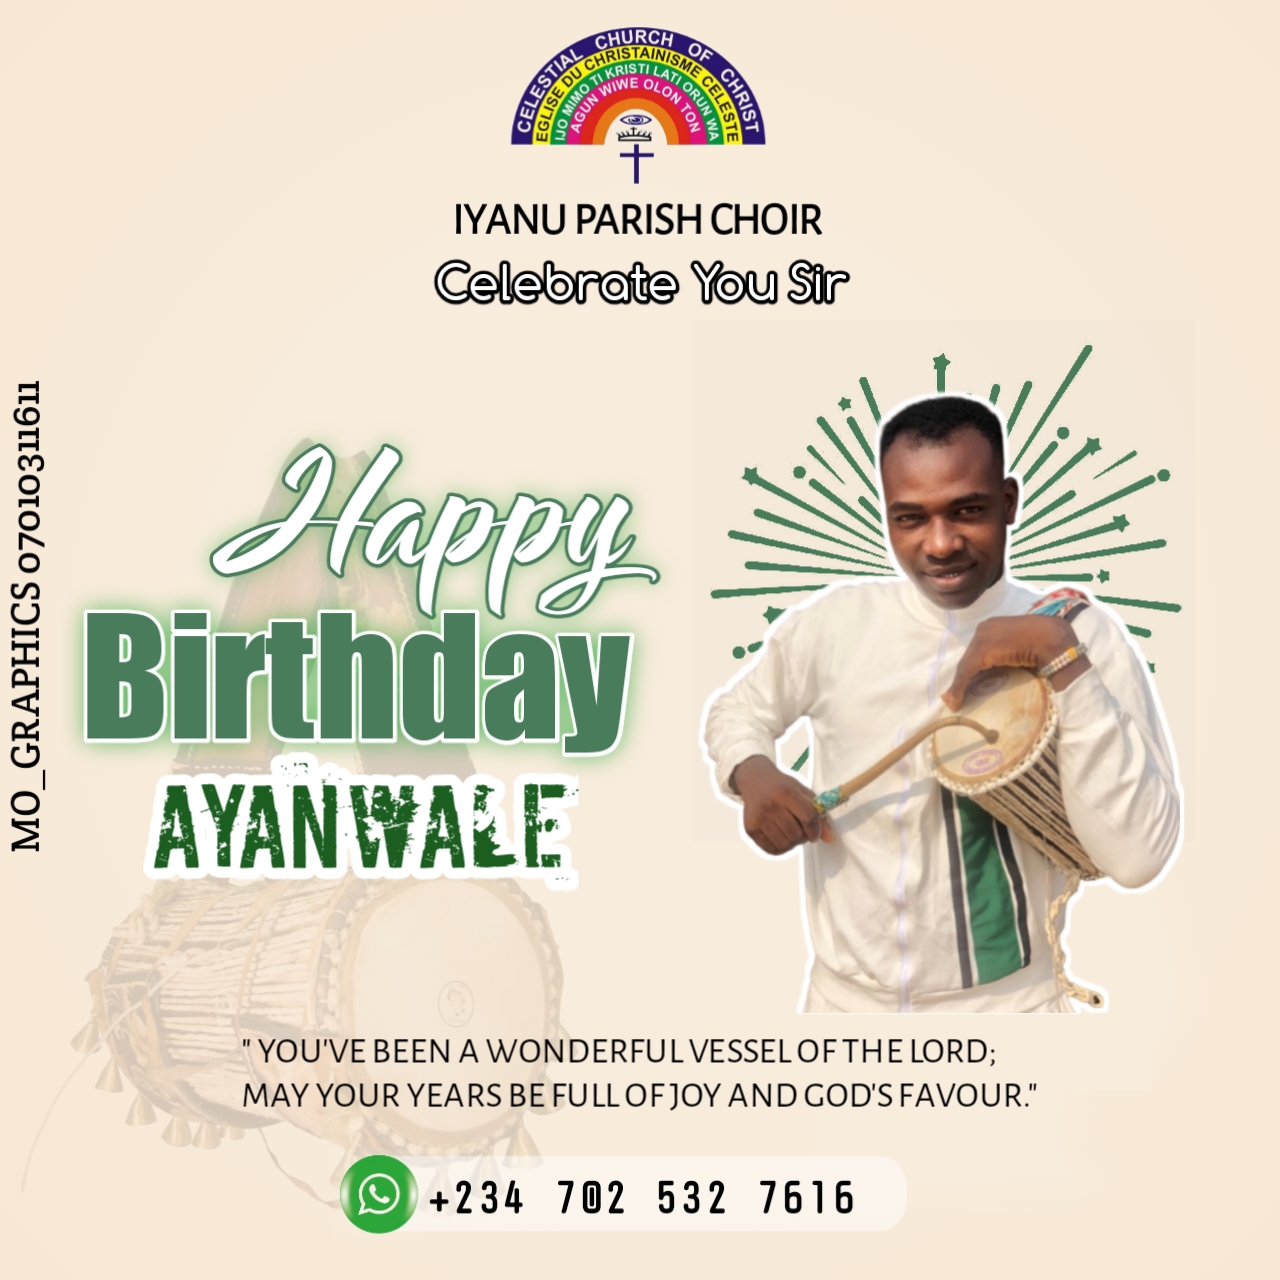 CELESTIAL CHURCH OF CHRIST
EGLISE DU CHRISTAINISME CELESTE
IJO MIMO TI KRISTI LATI ORUN WA
AGUN WIWE OLON TON
IYANU PARISH CHOIR
Celebrate You Sir
MO_GRAPHICS 07010311611
Happy
Birthday
AYANWALE
" YOU'VE BEEN A WONDERFUL VESSEL OF THE LORD;
MAY YOUR YEARS BE FULL OF JOY AND GOD'S FAVOUR."
+234 702 532 7616